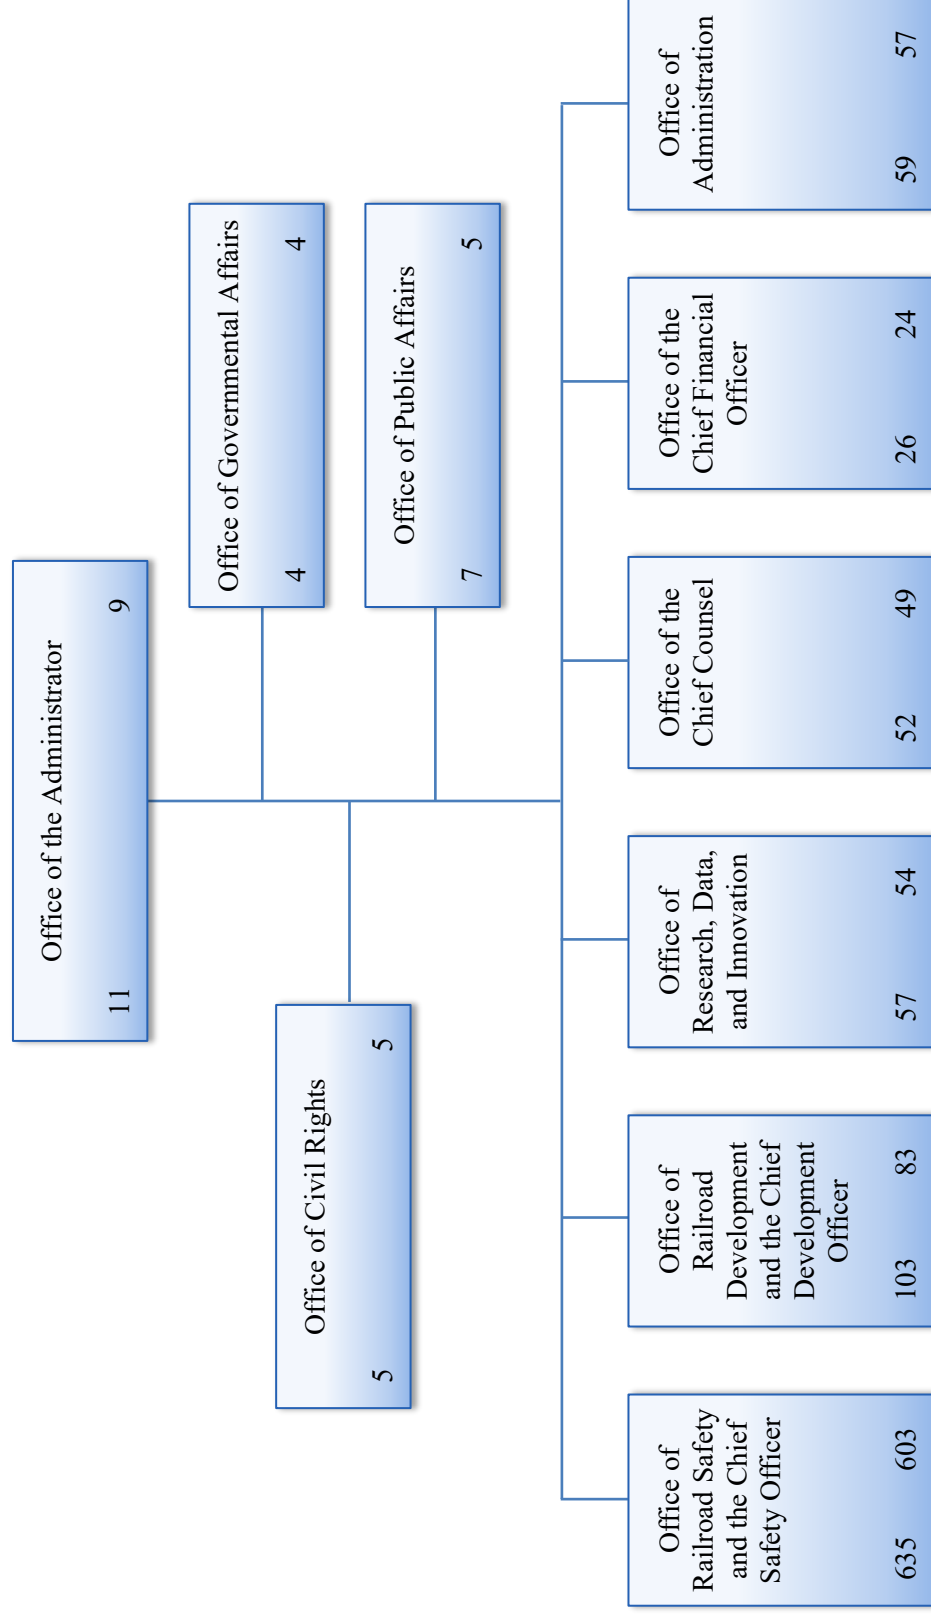 Office of the Administrator
11 9
Office of Governmental Affairs
4 4
Office of Civil Rights
5 5
Office of Public Affairs
7 5
Office of
Railroad Safety
and the Chief
Safety Officer
635 603
Office of
Railroad
Development
and the Chief
Development
Officer
103 83
Office of
Research, Data,
and Innovation
57 54
Office of the
Chief Counsel
52 49
Office of the
Chief Financial
Officer
26 24
Office of
Administration
59 57